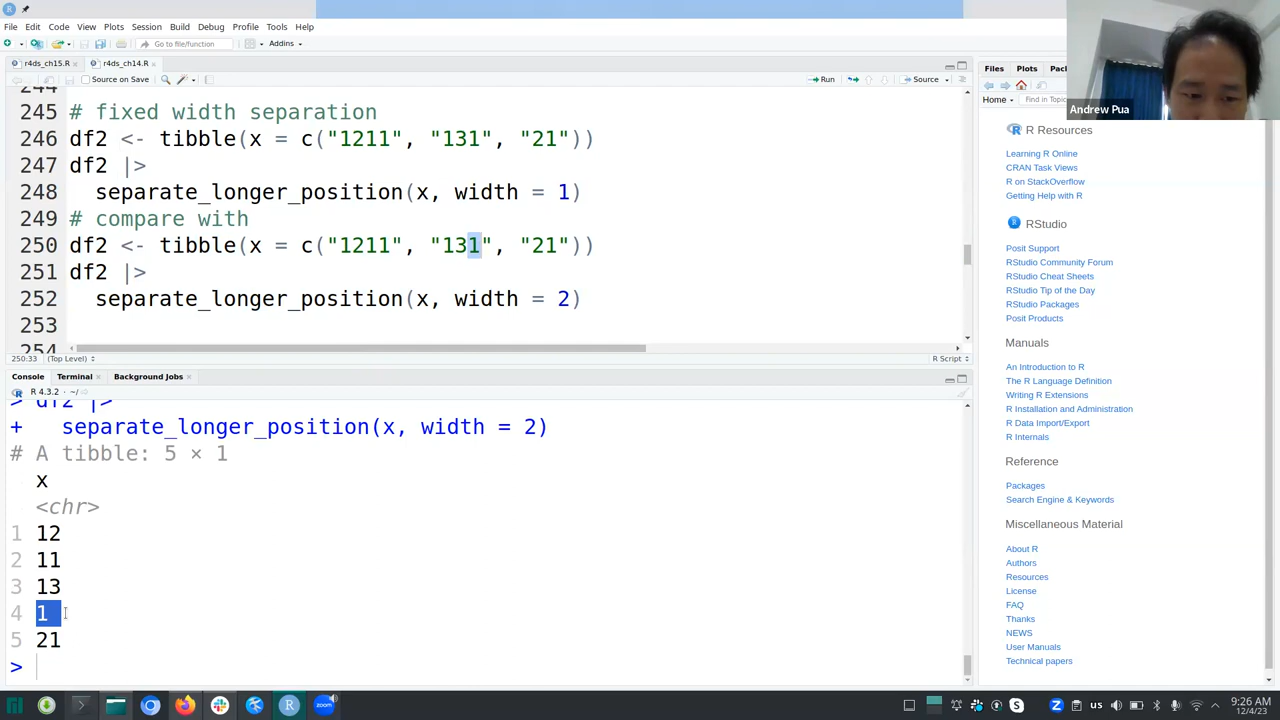 File Edit Code View Plots Session Build Debug Profile Tools Help
Go to file/function
Addins
r4ds_ch15.R
r4ds_ch14.R
Source on Save
Run
Source
244
245 # fixed width separation
246 df2 <- tibble(x = c("1211", "131", "21"))
247 df2 |>
248 separate_longer_position(x, width = 1)
249 # compare with
250 df2 <- tibble(x = c("1211", "131", "21"))
251 df2 |>
252 separate_longer_position(x, width = 2)
253
254
250:33 (Top Level)
R Script
Console Terminal Background Jobs
R 4.3.2 · ~/
> df2 |>
+ separate_longer_position(x, width = 2)
# A tibble: 5 × 1
x
<chr>
1 12
2 11
3 13
4 1
5 21
>
Files Plots
Home
Find in Topic
Andrew Pua
R Resources
Learning R Online
CRAN Task Views
R on StackOverflow
Getting Help with R
RStudio
Posit Support
RStudio Community Forum
RStudio Cheat Sheets
RStudio Tip of the Day
RStudio Packages
Posit Products
Manuals
An Introduction to R
The R Language Definition
Writing R Extensions
R Installation and Administration
R Data Import/Export
R Internals
Reference
Packages
Search Engine & Keywords
Miscellaneous Material
About R
Authors
Resources
License
FAQ
Thanks
NEWS
User Manuals
Technical papers
zoom
us
9:26 AM
12/4/23